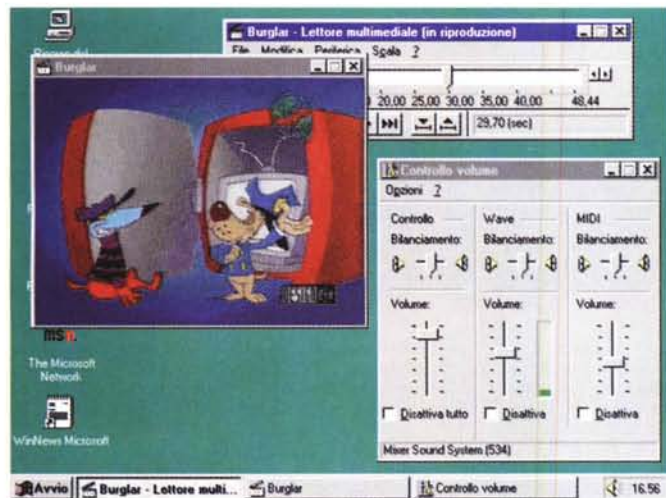 Burglar - Lettore multimediale (in riproduzione)
File Modifica Periferica Scala ?
Burglar
20,00 25,00 30,00 35,00 40,00 48,44
29,70 (sec)
Controllo volume
Opzioni ?
Controllo Wave MIDI
Bilanciamento: Bilanciamento: Bilanciamento:
Volume: Volume: Volume:
Disattiva tutto Disattiva Disattiva
Mixer Sound System (534)
msn.
The Microsoft
Network
WinNews Microsoft
Avvio Burglar - Lettore multi... Burglar Controllo volume 16.56